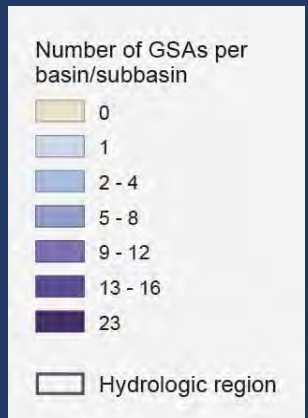 Number of GSAs per
basin/subbasin
0
1
2 - 4
5 - 8
9 - 12
13 - 16
23
Hydrologic region